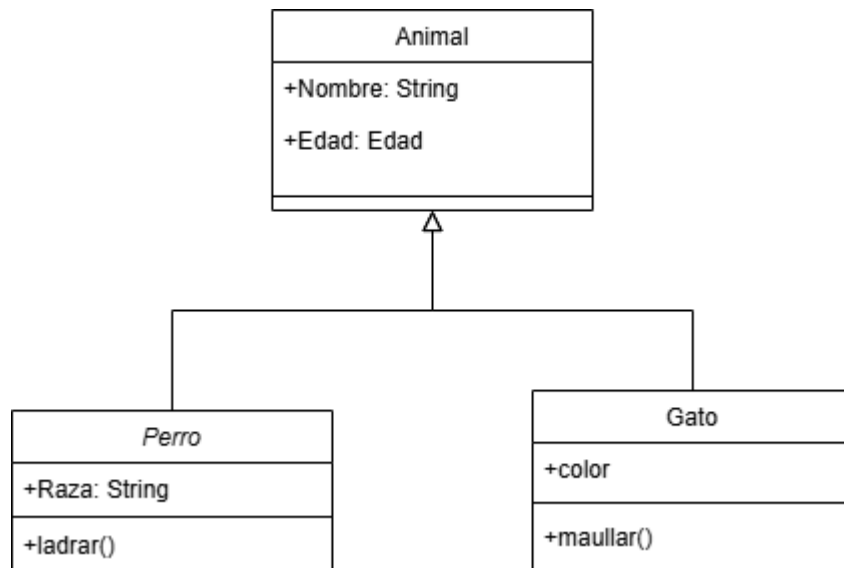 Animal
+Nombre: String
+Edad: Edad
Perro
+Raza: String
+ladrar()
Gato
+color
+maullar()